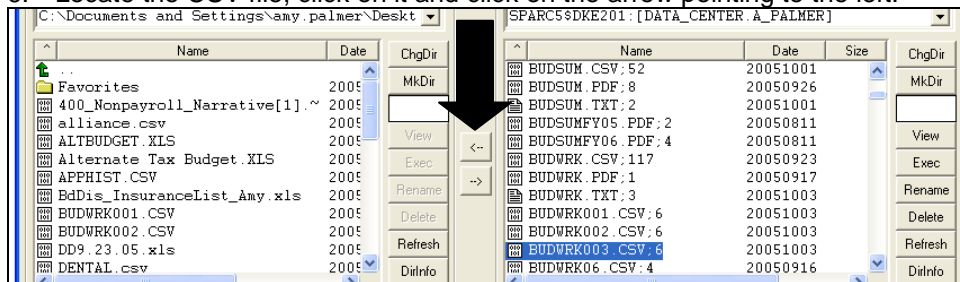 Locate the CSV file, click on it and click on the arrow pointing to the left.
C:\Documents and Settings\amy.palmer\Deskt
^ Name Date
..
Favorites 2005
400_Nonpayroll_Narrative[1].~ 2005
alliance.csv 2005
ALTBUDGET.XLS 2005
Alternate Tax Budget.XLS 2005
APPHIST.CSV 2005
BdDis_InsuranceList_Amy.xls 2005
BUDWRK001.CSV 2005
BUDWRK002.CSV 2005
DD9.23.05.xls 2005
DENTAL.csv 2005
ChgDir
MkDir
View
Exec
Rename
Delete
Refresh
DirInfo
<--
-->
SPARC5$DKE201:[DATA_CENTER.A_PALMER]
^ Name Date Size
BUDSUM.CSV;52 20051001
BUDSUM.PDF;8 20050926
BUDSUM.TXT;2 20051001
BUDSUMFY05.PDF;2 20050811
BUDSUMFY06.PDF;4 20050811
BUDWRK.CSV;117 20050923
BUDWRK.PDF;1 20050917
BUDWRK.TXT;3 20051003
BUDWRK001.CSV;6 20051003
BUDWRK002.CSV;6 20051003
BUDWRK003.CSV;6 20051003
BUDWRK06.CSV;4 20050916
ChgDir
MkDir
View
Exec
Rename
Delete
Refresh
DirInfo